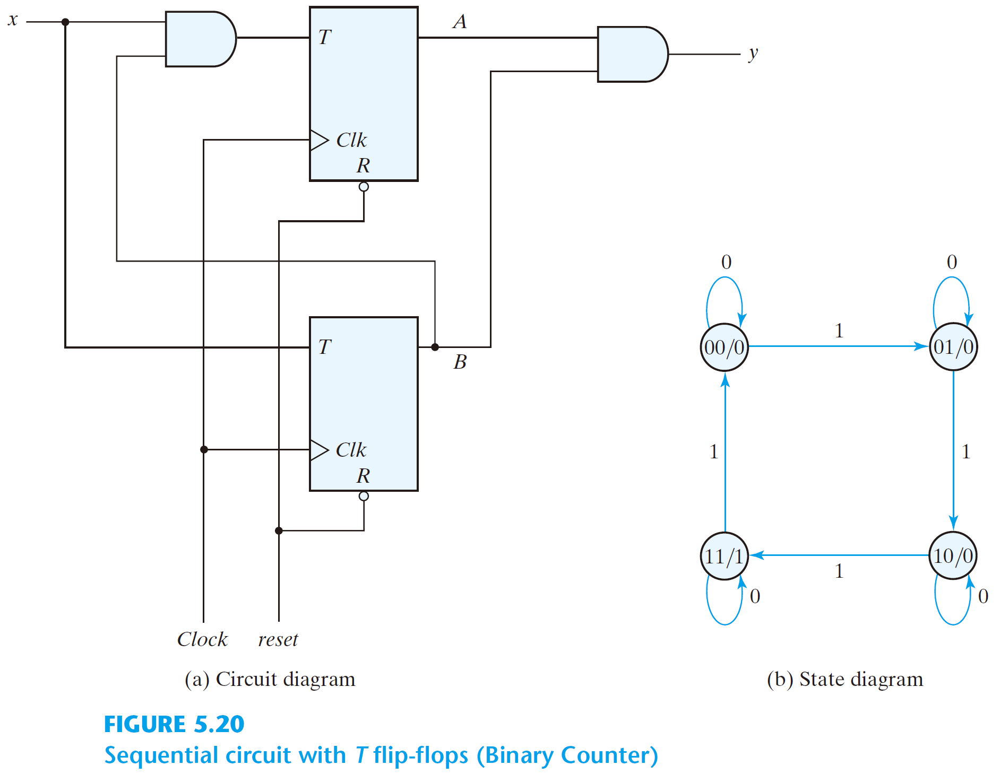 x
T
A
y
Clk
R
T
B
Clk
R
Clock reset
(a) Circuit diagram
0
0
00/0
1
01/0
1
1
11/1
1
10/0
0
0
(b) State diagram
FIGURE 5.20
Sequential circuit with T flip-flops (Binary Counter)